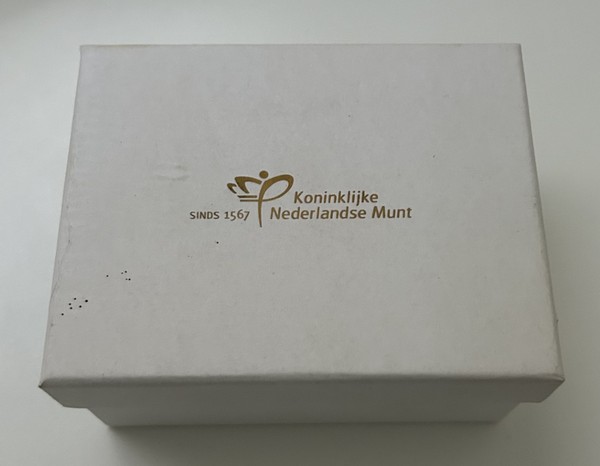 Koninklijke
SINDS 1567 Nederlandse Munt